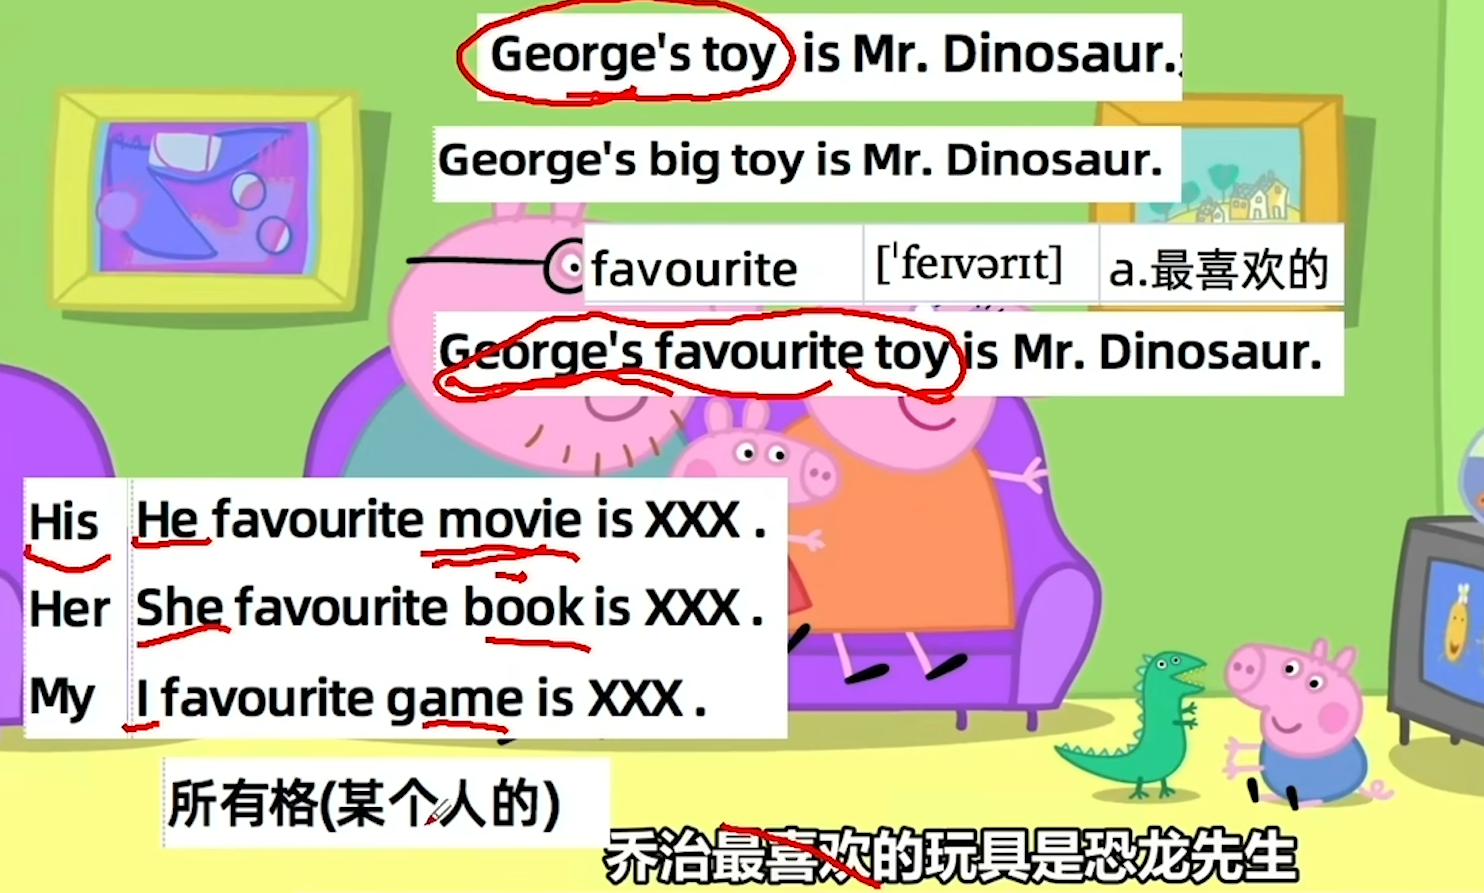 George's toy is Mr. Dinosaur.
George's big toy is Mr. Dinosaur.
favourite ['feɪvərɪt] a.最喜欢的
George's favourite toy is Mr. Dinosaur.
His He favourite movie is XXX .
Her She favourite book is XXX .
My I favourite game is XXX .
所有格(某个人的)
乔治最喜欢的玩具是恐龙先生